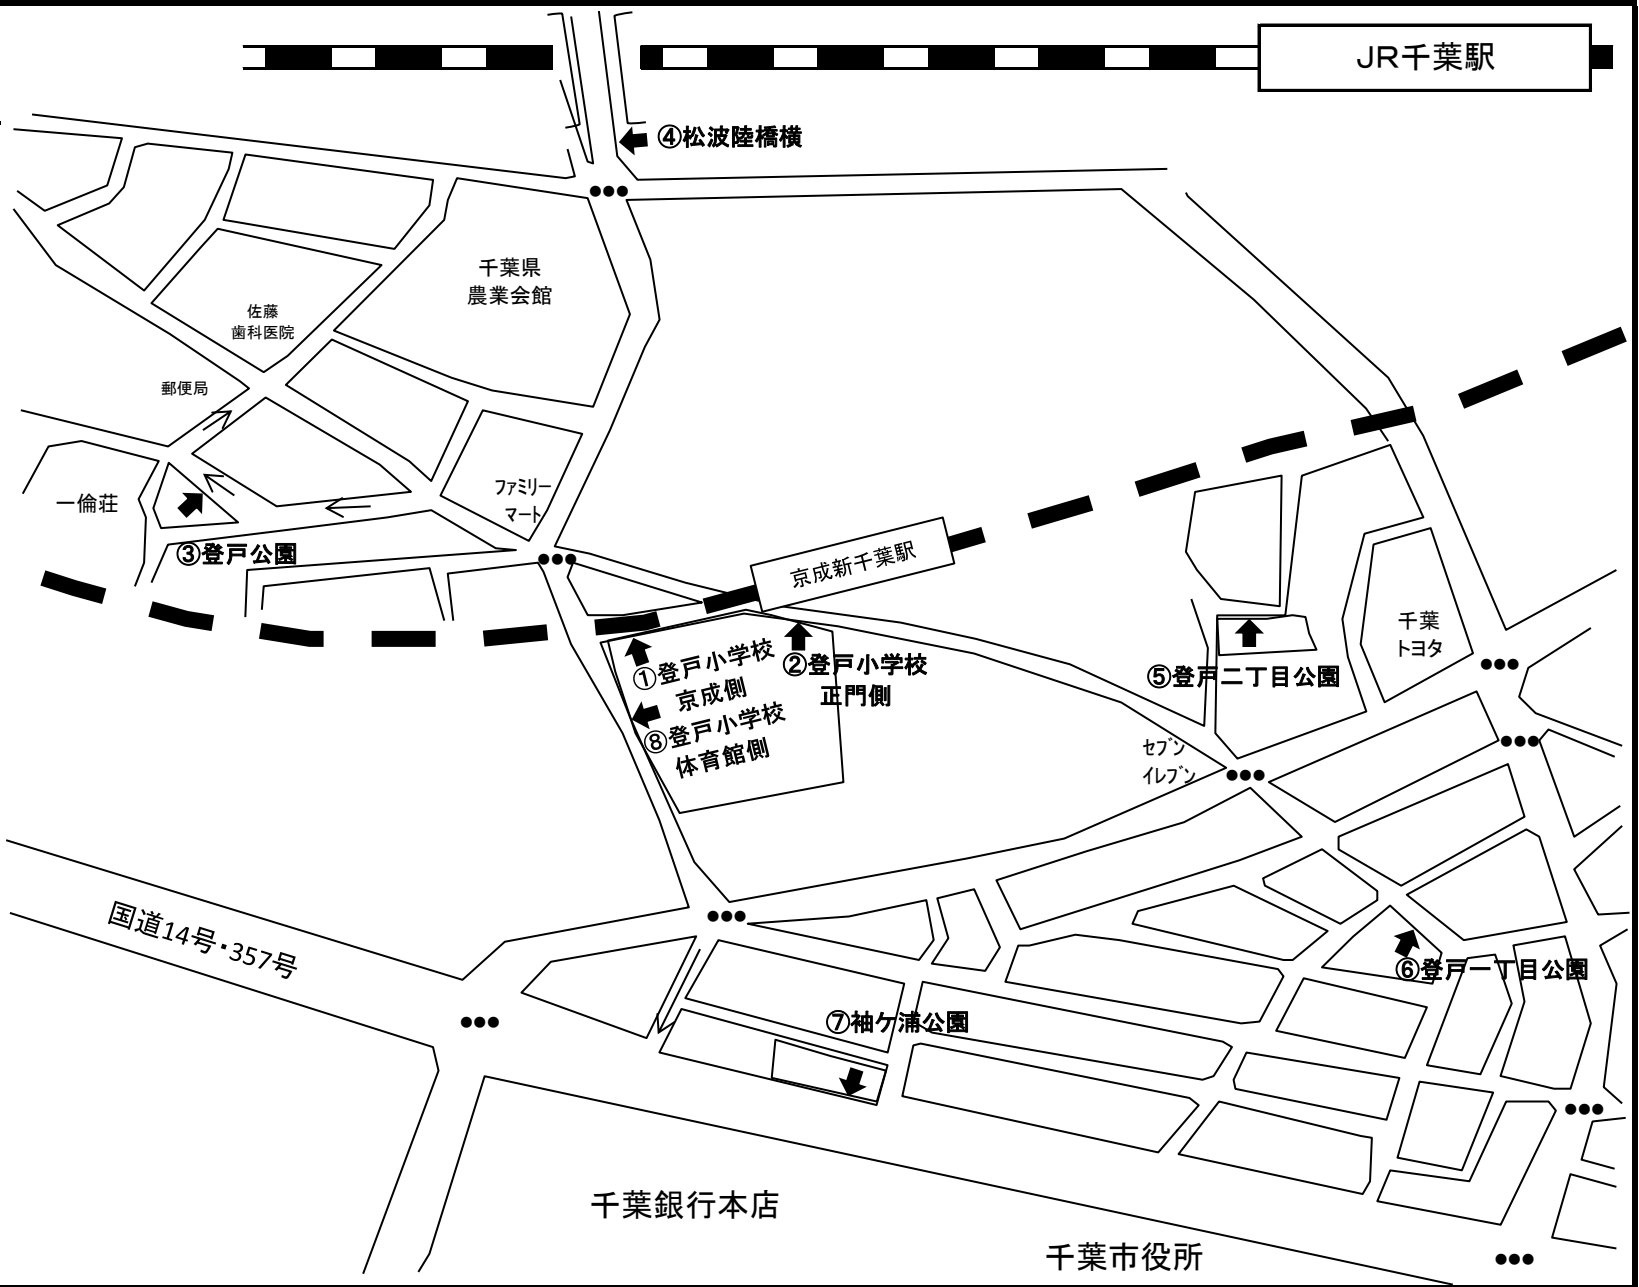 JR千葉駅
④松波陸橋横
千葉県
農業会館
佐藤
歯科医院
郵便局
一倫荘
ファミリー
マート
③登戸公園
京成新千葉駅
千葉
トヨタ
①登戸小学校
京成側
②登戸小学校
正門側
⑤登戸二丁目公園
⑧登戸小学校
体育館側
セブン
イレブン
国道14号・357号
⑥登戸一丁目公園
⑦袖ケ浦公園
千葉銀行本店
千葉市役所